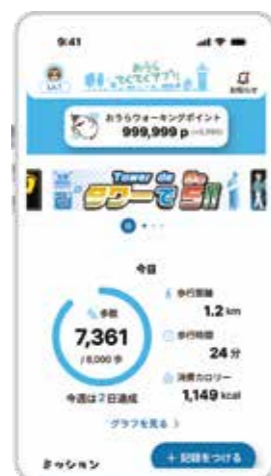 9:41
おうら
てくてくアプリ
Lv.1
お知らせ
おうらウォーキングポイント
999,999 p
Tower de
タワーで
今日
歩数
7,361
/ 8,000 歩
今週は2日達成
歩行距離
1.2 km
歩行時間
24 分
消費カロリー
1,149 kcal
グラフを見る
ミッション
+ 記録をつける